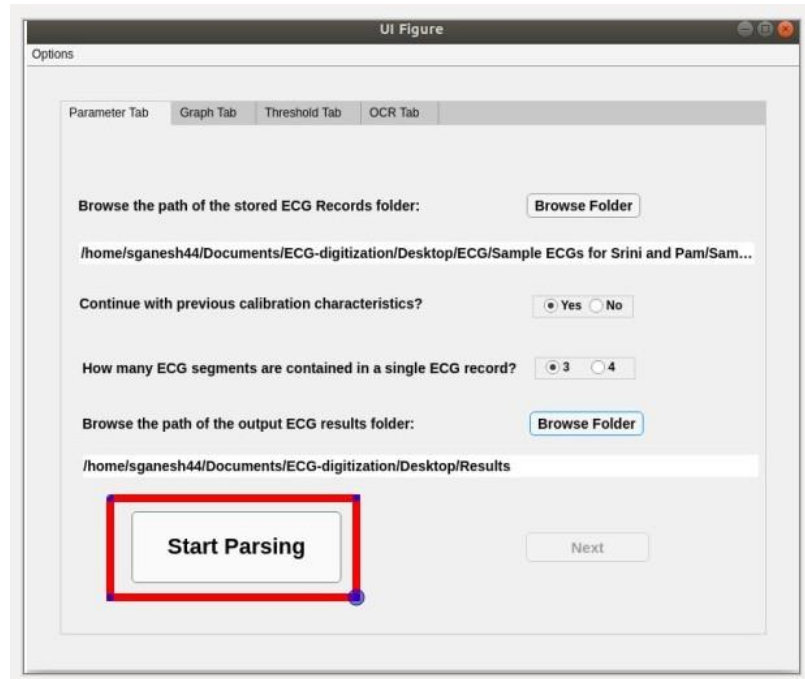 UI Figure
Options
Parameter Tab Graph Tab Threshold Tab OCR Tab
Browse the path of the stored ECG Records folder: Browse Folder
/home/sganesh44/Documents/ECG-digitization/Desktop/ECG/Sample ECGs for Srini and Pam/Sam...
Continue with previous calibration characteristics? Yes No
How many ECG segments are contained in a single ECG record? 3 4
Browse the path of the output ECG results folder: Browse Folder
/home/sganesh44/Documents/ECG-digitization/Desktop/Results
Start Parsing Next